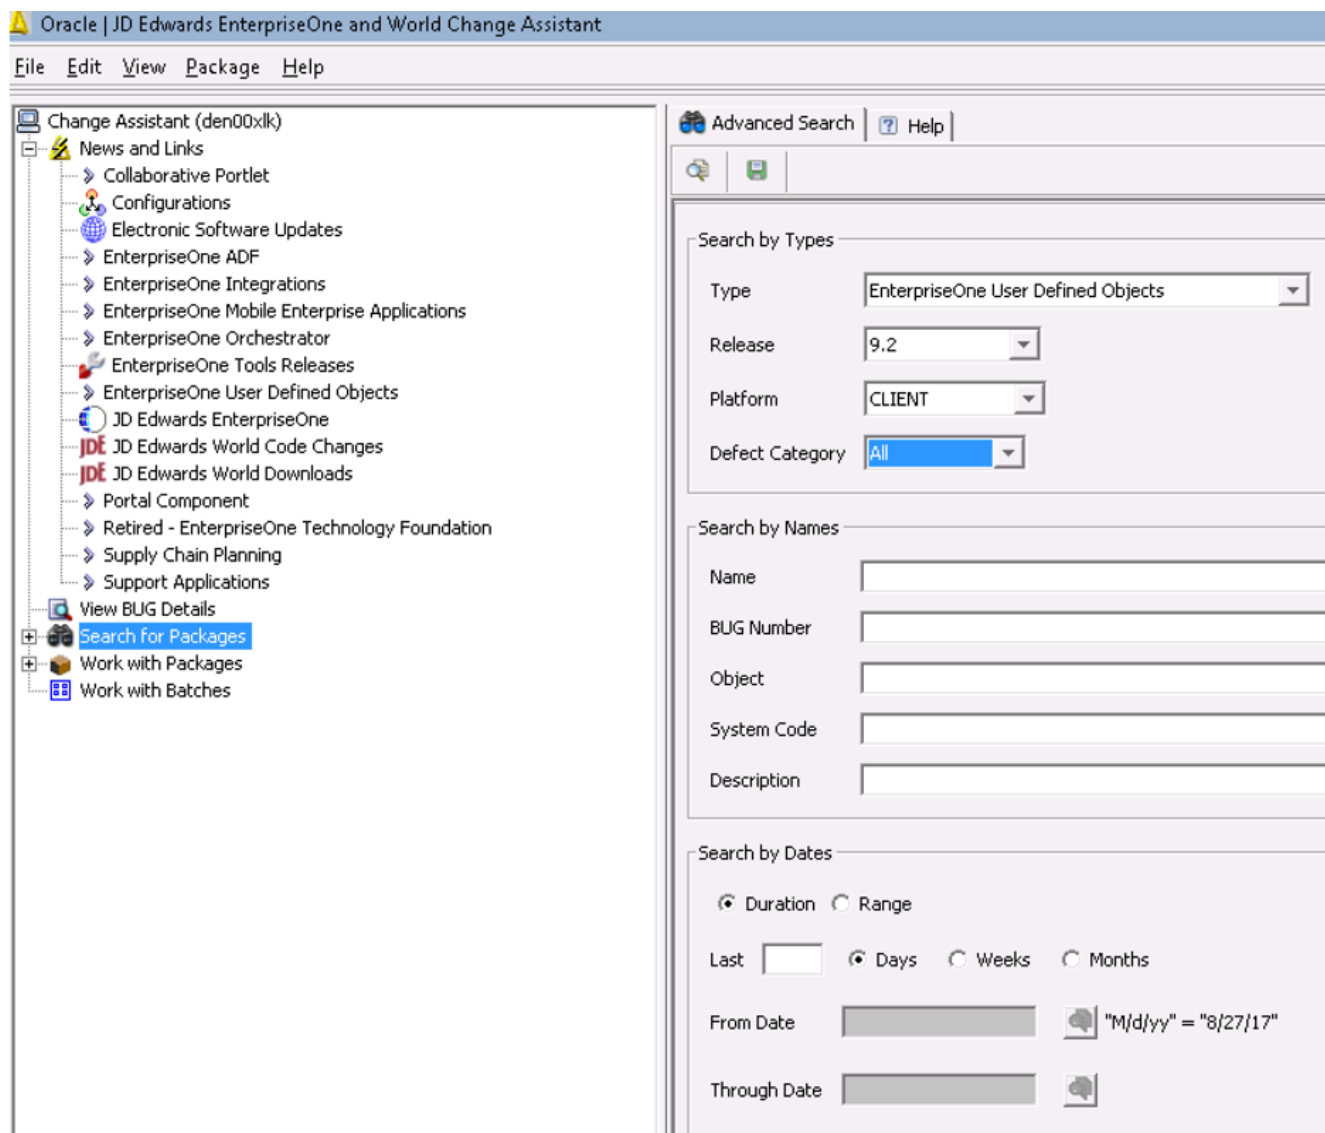 Oracle | JD Edwards EnterpriseOne and World Change Assistant
File Edit View Package Help
Change Assistant (den00xlk)
News and Links
Collaborative Portlet
Configurations
Electronic Software Updates
EnterpriseOne ADF
EnterpriseOne Integrations
EnterpriseOne Mobile Enterprise Applications
EnterpriseOne Orchestrator
EnterpriseOne Tools Releases
EnterpriseOne User Defined Objects
JD Edwards EnterpriseOne
JDE JD Edwards World Code Changes
JDE JD Edwards World Downloads
Portal Component
Retired - EnterpriseOne Technology Foundation
Supply Chain Planning
Support Applications
View BUG Details
Search for Packages
Work with Packages
Work with Batches
Advanced Search ? Help
Search by Types
Type EnterpriseOne User Defined Objects
Release 9.2
Platform CLIENT
Defect Category All
Search by Names
Name
BUG Number
Object
System Code
Description
Search by Dates
Duration Range
Last Days Weeks Months
From Date "M/d/yy" = "8/27/17"
Through Date